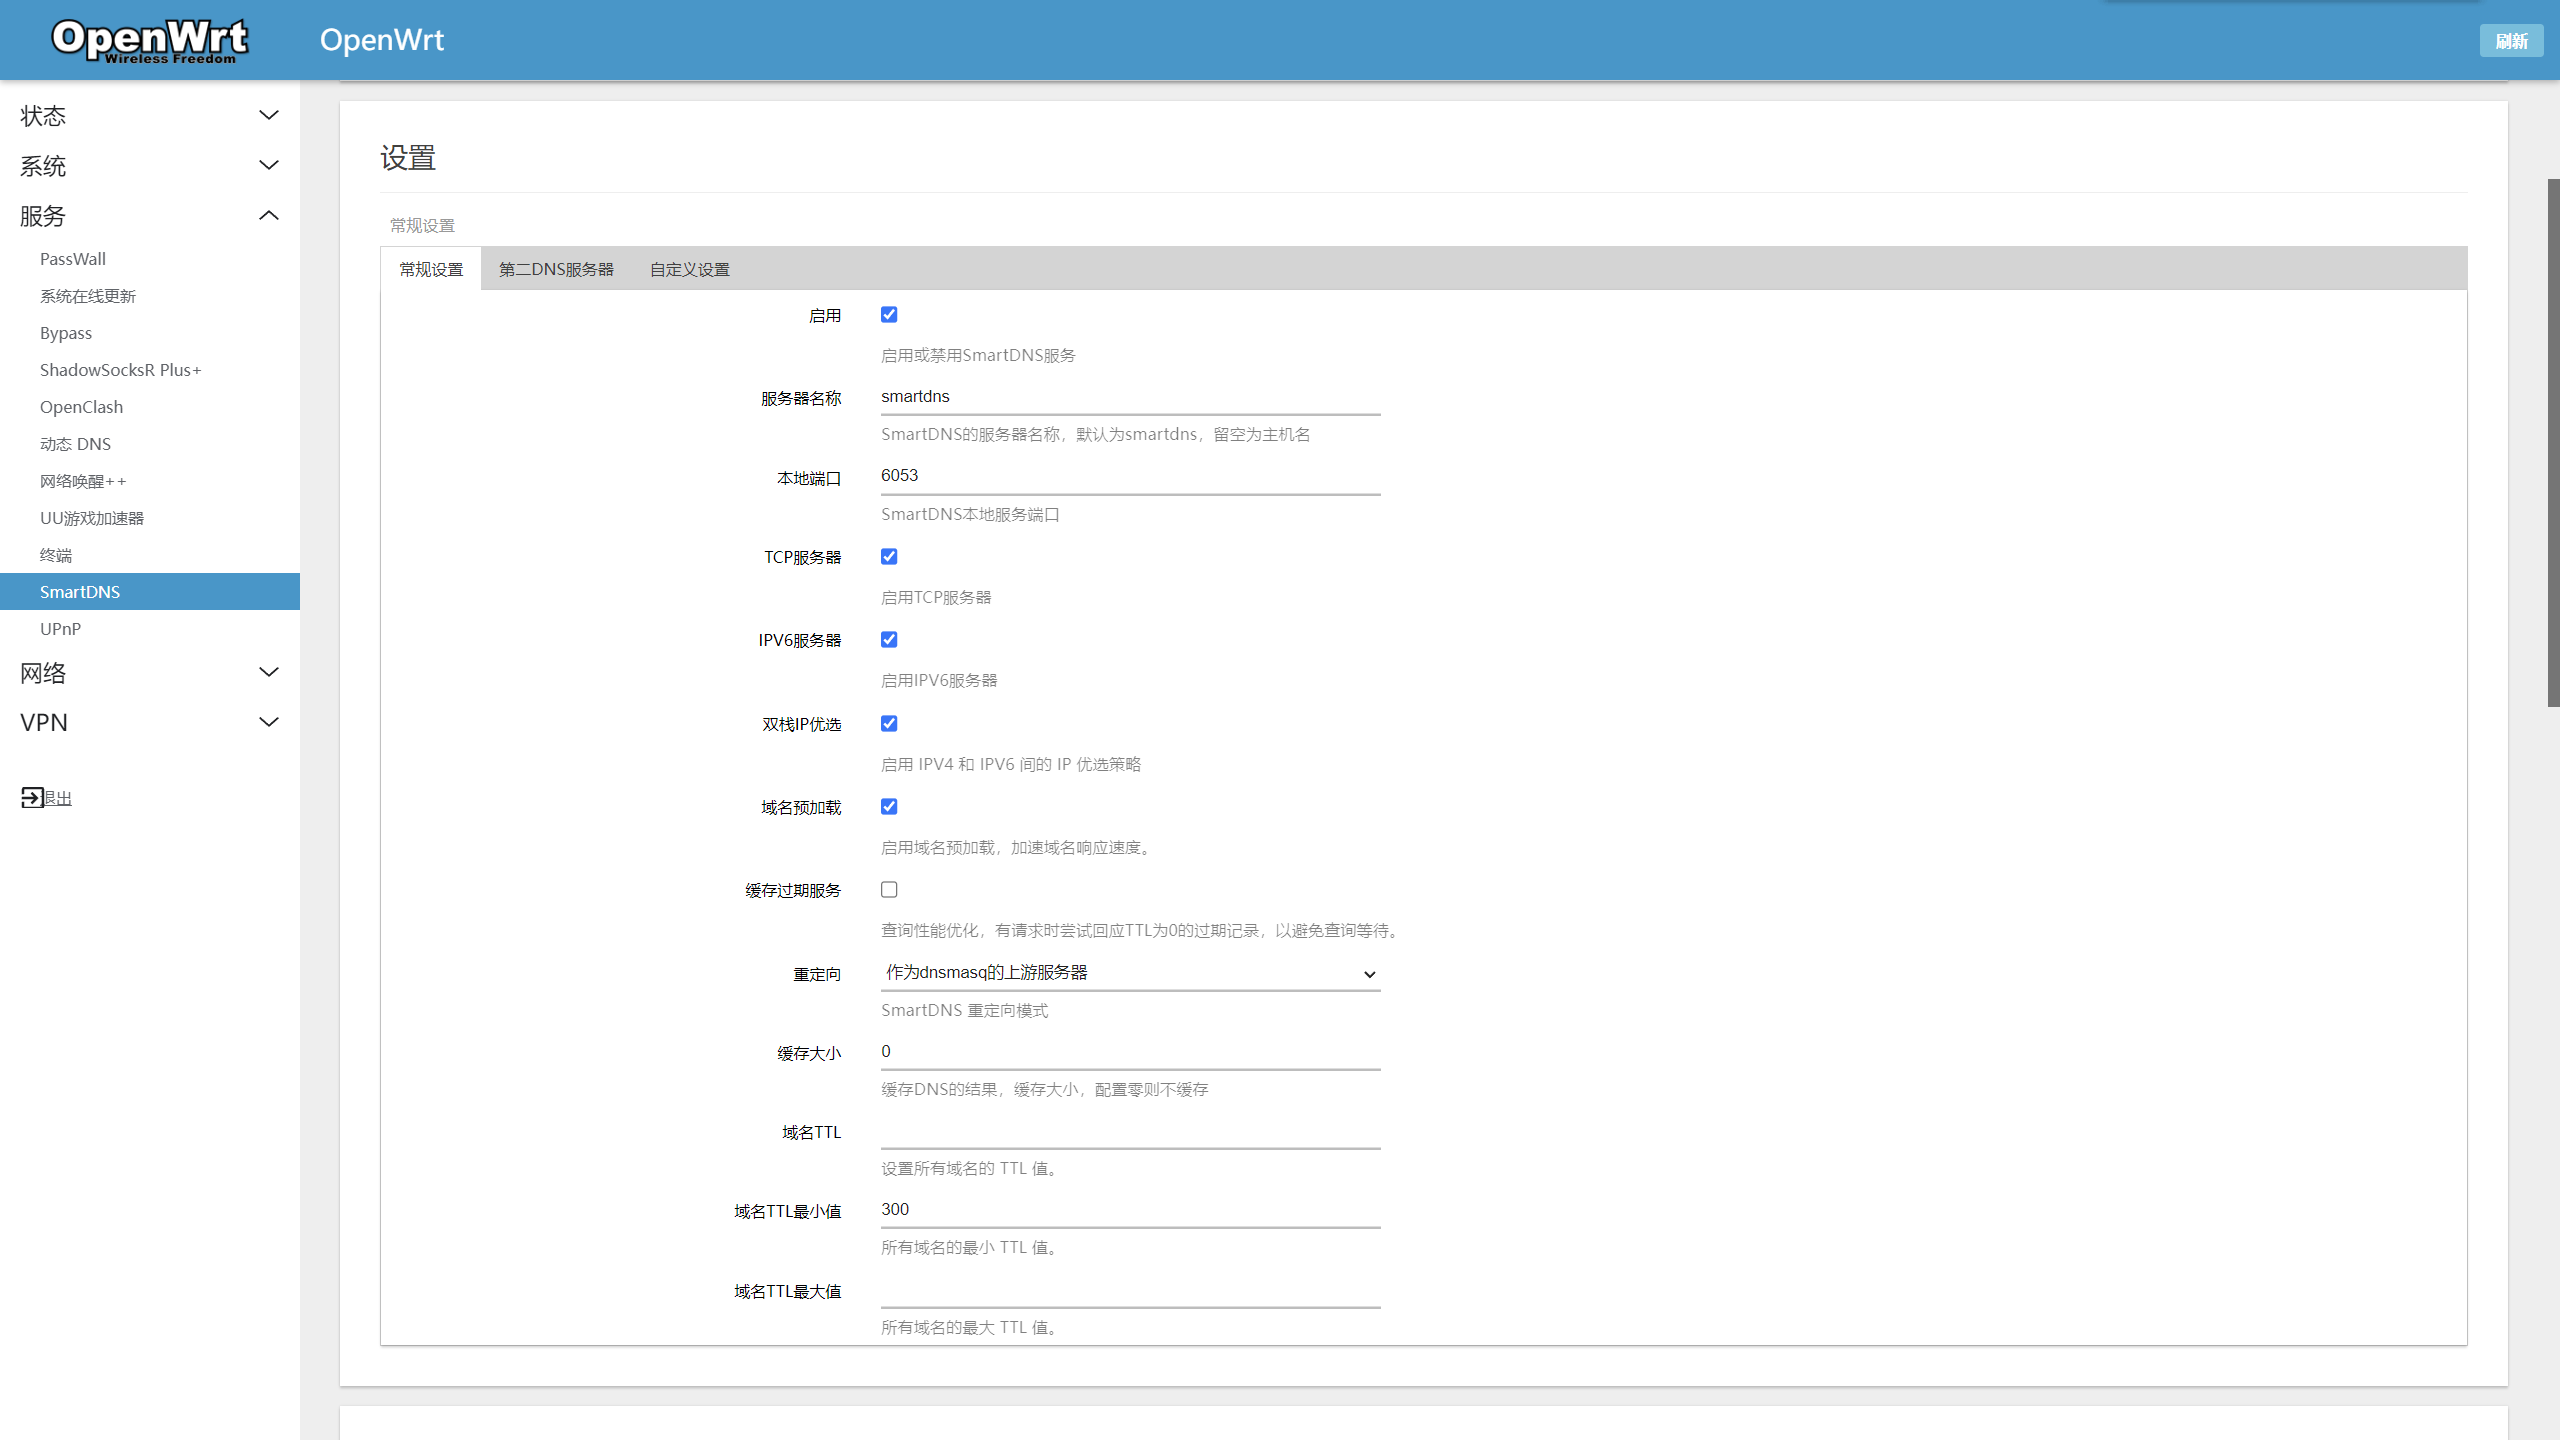 OpenWrt
Wireless Freedom
OpenWrt
刷新
状态
系统
服务
PassWall
系统在线更新
Bypass
ShadowSocksR Plus+
OpenClash
动态 DNS
网络唤醒++
UU游戏加速器
终端
SmartDNS
UPnP
网络
VPN
退出
设置
常规设置
常规设置 第二DNS服务器 自定义设置
启用
启用或禁用SmartDNS服务
服务器名称 smartdns
SmartDNS的服务器名称，默认为smartdns，留空为主机名
本地端口 6053
SmartDNS本地服务端口
TCP服务器
启用TCP服务器
IPV6服务器
启用IPV6服务器
双栈IP优选
启用 IPV4 和 IPV6 间的 IP 优选策略
域名预加载
启用域名预加载，加速域名响应速度。
缓存过期服务
查询性能优化，有请求时尝试回应TTL为0的过期记录，以避免查询等待。
重定向 作为dnsmasq的上游服务器
SmartDNS 重定向模式
缓存大小 0
缓存DNS的结果，缓存大小，配置零则不缓存
域名TTL
设置所有域名的 TTL 值。
域名TTL最小值 300
所有域名的最小 TTL 值。
域名TTL最大值
所有域名的最大 TTL 值。